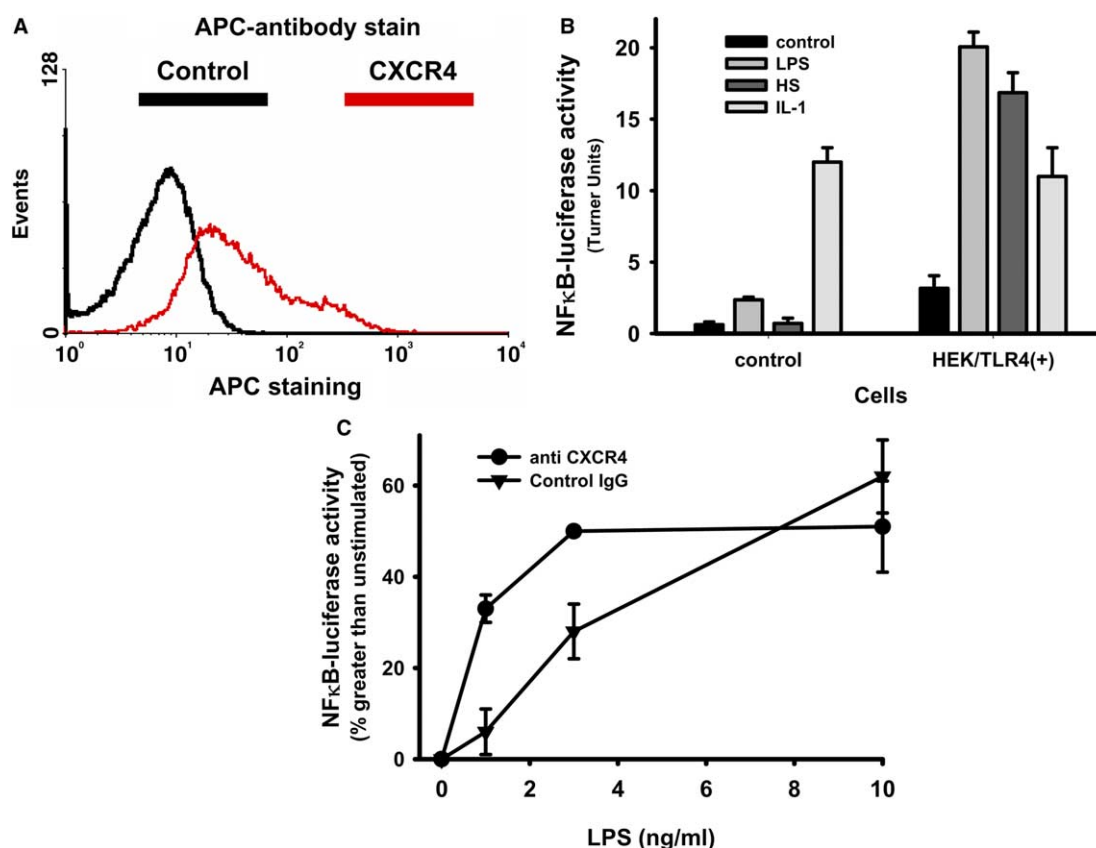 A
APC-antibody stain
Control CXCR4
128
Events
0
10⁰ 10¹ 10² 10³ 10⁴
APC staining
B
NFκB-luciferase activity
(Turner Units)
20
15
10
5
0
control
LPS
HS
IL-1
control HEK/TLR4(+)
Cells
C
NFκB-luciferase activity
(% greater than unstimulated)
60
40
20
0
anti CXCR4
Control IgG
0 2 4 6 8 10
LPS (ng/ml)